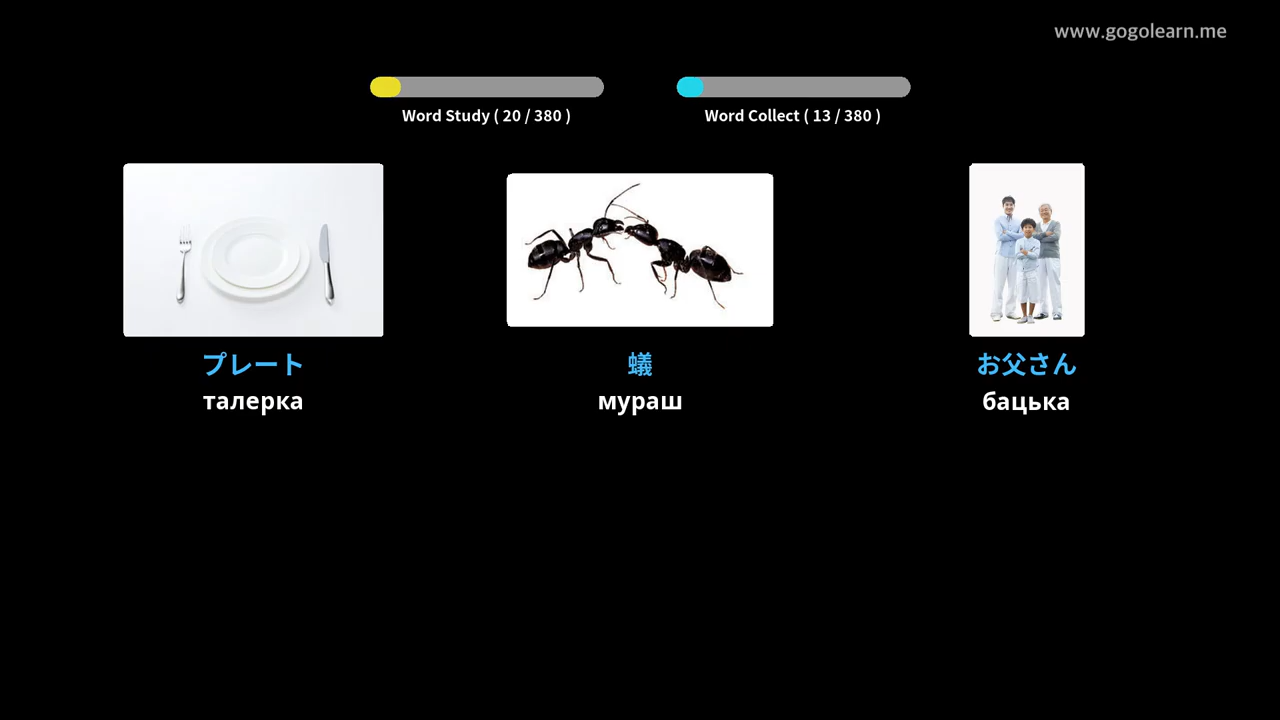 www.gogolearn.me
Word Study ( 20 / 380 )
Word Collect ( 13 / 380 )
プレート
талерка
蟻
мураш
お父さん
бацька